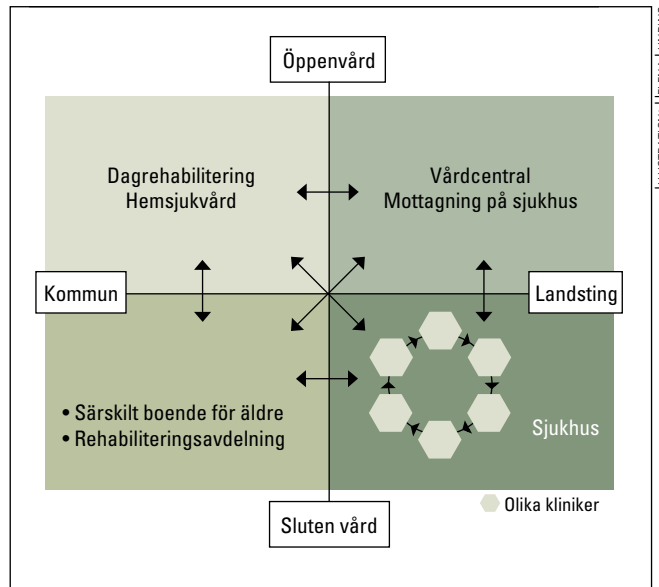 Öppenvård
Dagrehabilitering
Hemsjukvård
Vårdcentral
Mottagning på sjukhus
Kommun
Landsting
• Särskilt boende för äldre
• Rehabiliteringsavdelning
Sjukhus
Olika kliniker
Sluten vård